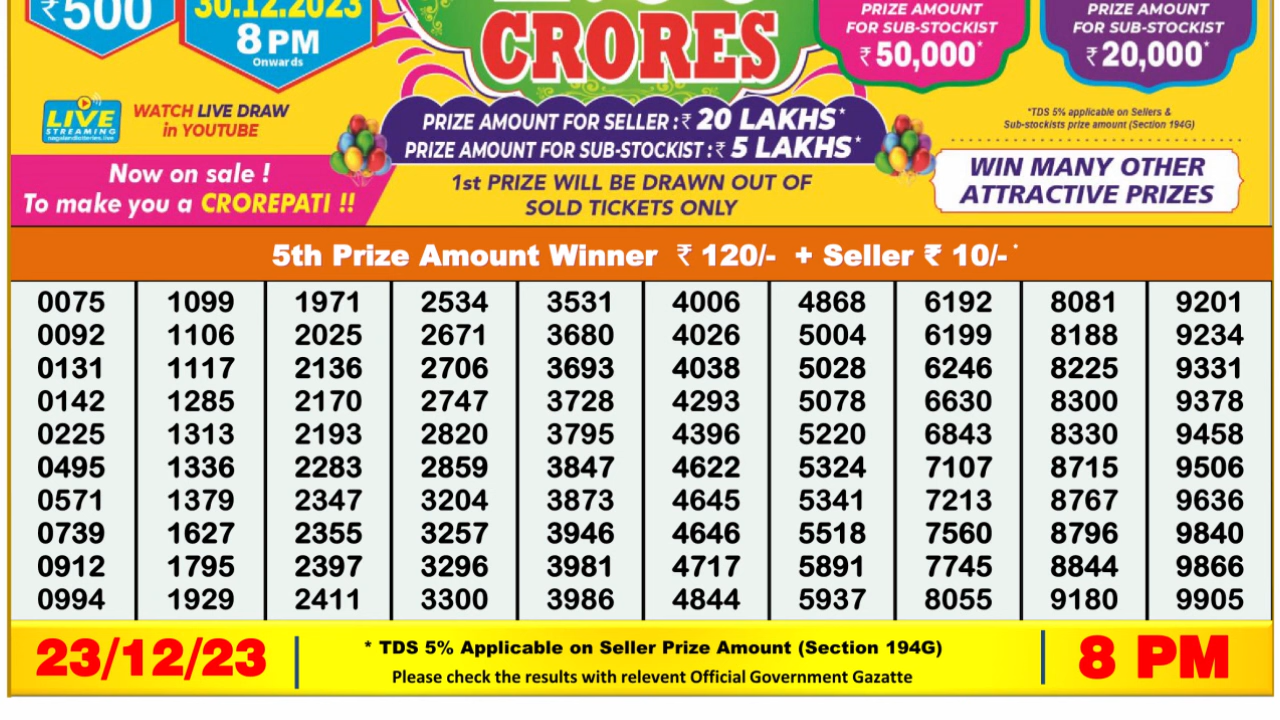 ₹500
30.12.2023
8 PM
Onwards
CRORES
PRIZE AMOUNT
FOR SUB-STOCKIST
₹ 50,000*
PRIZE AMOUNT
FOR SUB-STOCKIST
₹ 20,000*
LIVE
STREAMING
nagalandlotteries.live
WATCH LIVE DRAW
in YOUTUBE
PRIZE AMOUNT FOR SELLER :₹ 20 LAKHS*
PRIZE AMOUNT FOR SUB-STOCKIST :₹ 5 LAKHS*
*TDS 5% applicable on Sellers &
Sub-stockists prize amount (Section 194G)
Now on sale !
To make you a CROREPATI !!
1st PRIZE WILL BE DRAWN OUT OF
SOLD TICKETS ONLY
WIN MANY OTHER
ATTRACTIVE PRIZES
5th Prize Amount Winner ₹ 120/- + Seller ₹ 10/-*
0075 1099 1971 2534 3531 4006 4868 6192 8081 9201
0092 1106 2025 2671 3680 4026 5004 6199 8188 9234
0131 1117 2136 2706 3693 4038 5028 6246 8225 9331
0142 1285 2170 2747 3728 4293 5078 6630 8300 9378
0225 1313 2193 2820 3795 4396 5220 6843 8330 9458
0495 1336 2283 2859 3847 4622 5324 7107 8715 9506
0571 1379 2347 3204 3873 4645 5341 7213 8767 9636
0739 1627 2355 3257 3946 4646 5518 7560 8796 9840
0912 1795 2397 3296 3981 4717 5891 7745 8844 9866
0994 1929 2411 3300 3986 4844 5937 8055 9180 9905
23/12/23
* TDS 5% Applicable on Seller Prize Amount (Section 194G)
Please check the results with relevent Official Government Gazatte
8 PM